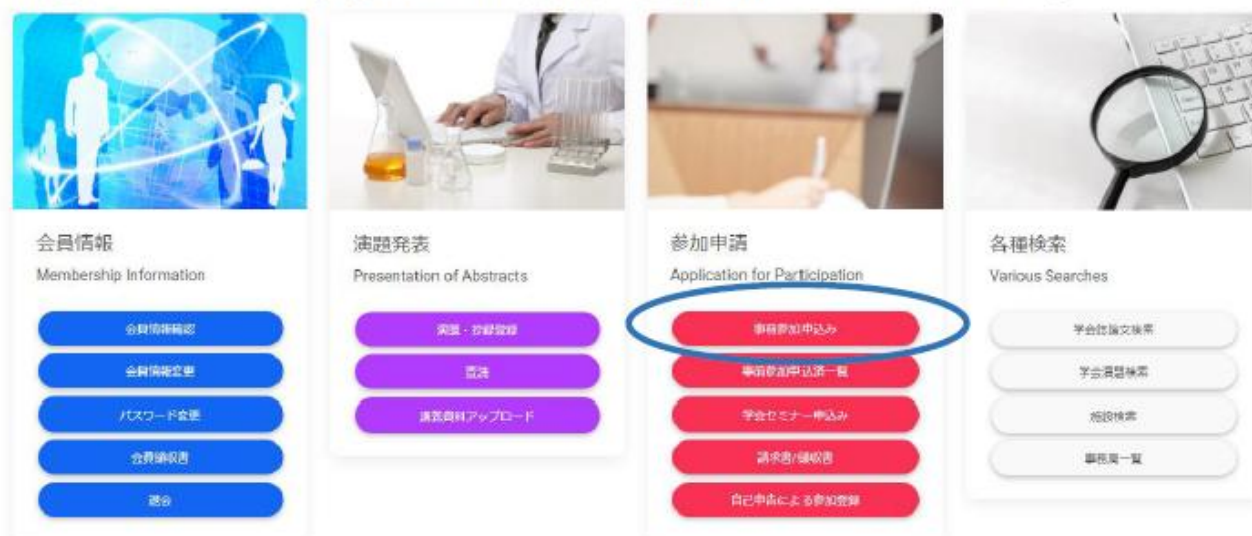 会員情報
Membership Information
会員情報確認
会員情報変更
パスワード変更
会費領収書
退会
演題発表
Presentation of Abstracts
演題・抄録登録
査読
講演資料アップロード
参加申請
Application for Participation
事前参加申込み
事前参加申込済一覧
学会セミナー申込み
請求書/領収書
自己申告による参加登録
各種検索
Various Searches
学会誌論文検索
学会演題検索
施設検索
事務局一覧